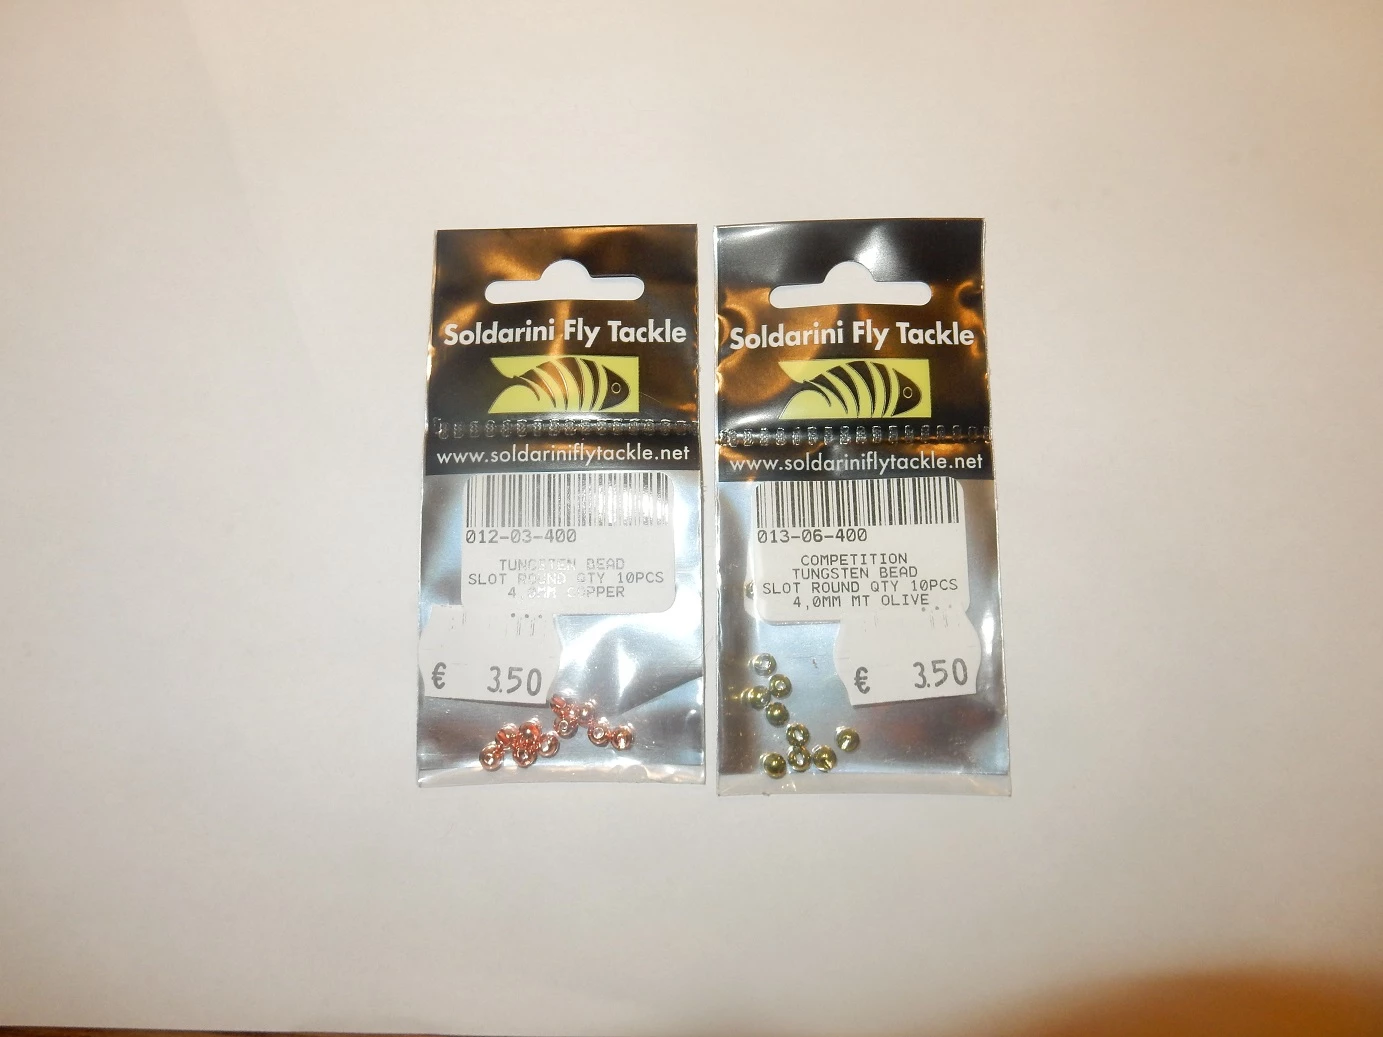 Soldarini Fly Tackle
www.soldariniflytackle.net
012-03-400
TUNGSTEN BEAD
SLOT ROUND QTY 10PCS
4,0MM COPPER
€ 3.50
Soldarini Fly Tackle
www.soldariniflytackle.net
013-06-400
COMPETITION
TUNGSTEN BEAD
SLOT ROUND QTY 10PCS
4,0MM MT OLIVE
€ 3.50